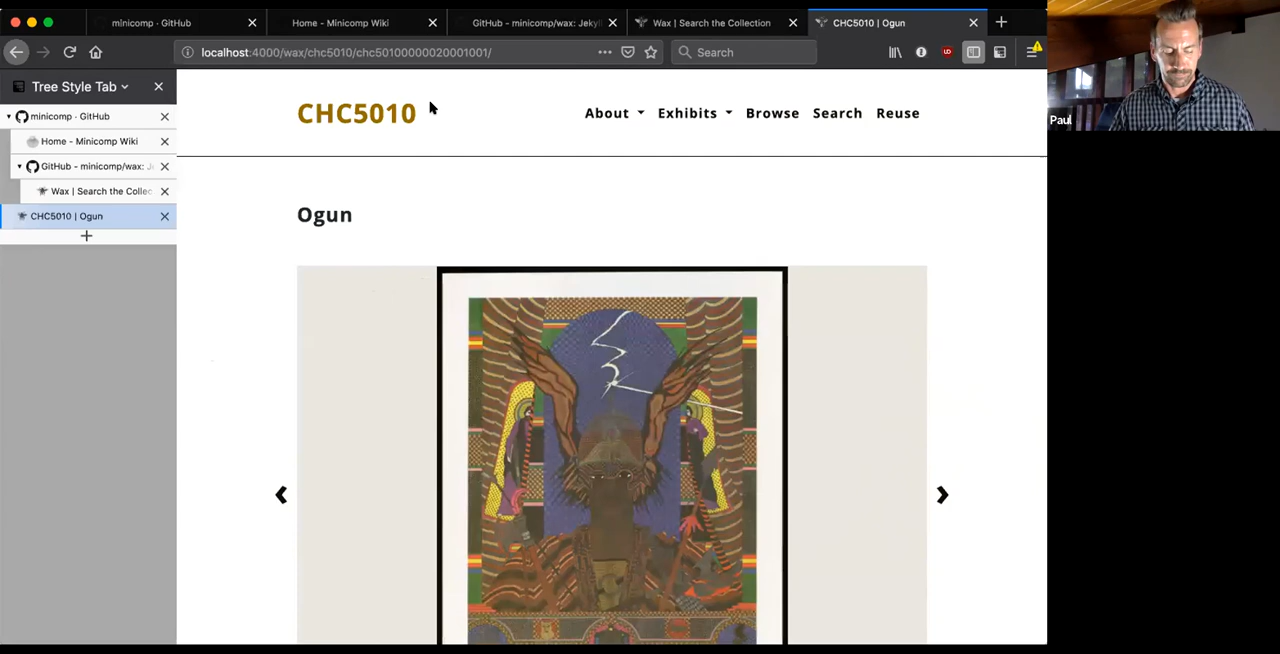 minicomp · GitHub
Home - Minicomp Wiki
GitHub - minicomp/wax: Jekyll
Wax | Search the Collection
CHC5010 | Ogun
localhost:4000/wax/chc5010/chc50100000020001001/
Search
Tree Style Tab
minicomp · GitHub
Home - Minicomp Wiki
GitHub - minicomp/wax: J
Wax | Search the Collec
CHC5010 | Ogun
CHC5010
About
Exhibits
Browse
Search
Reuse
Ogun
Paul